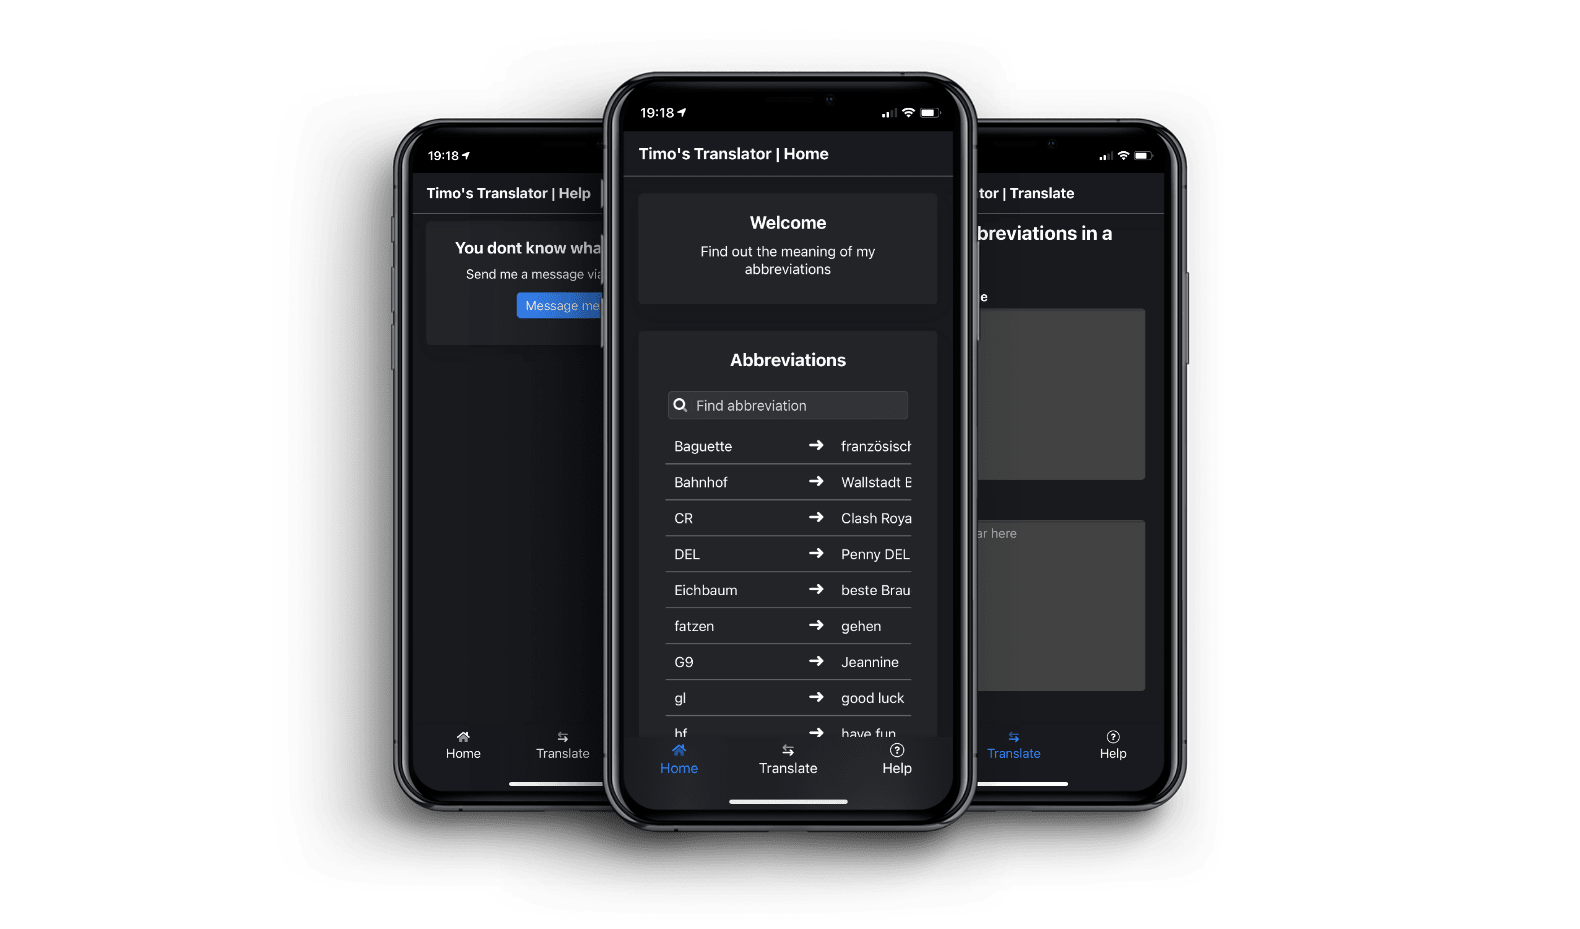 19:18
Timo's Translator | Help
You dont know wha
Send me a message via
Message me
Home
Translate
19:18
Timo's Translator | Home
Welcome
Find out the meaning of my
abbreviations
Abbreviations
Find abbreviation
Baguette → französisch
Bahnhof → Wallstadt B
CR → Clash Roya
DEL → Penny DEL
Eichbaum → beste Brau
fatzen → gehen
G9 → Jeannine
gl → good luck
hf → have fun
Home
Translate
Help
tor | Translate
breviations in a
e
ar here
Translate
Help